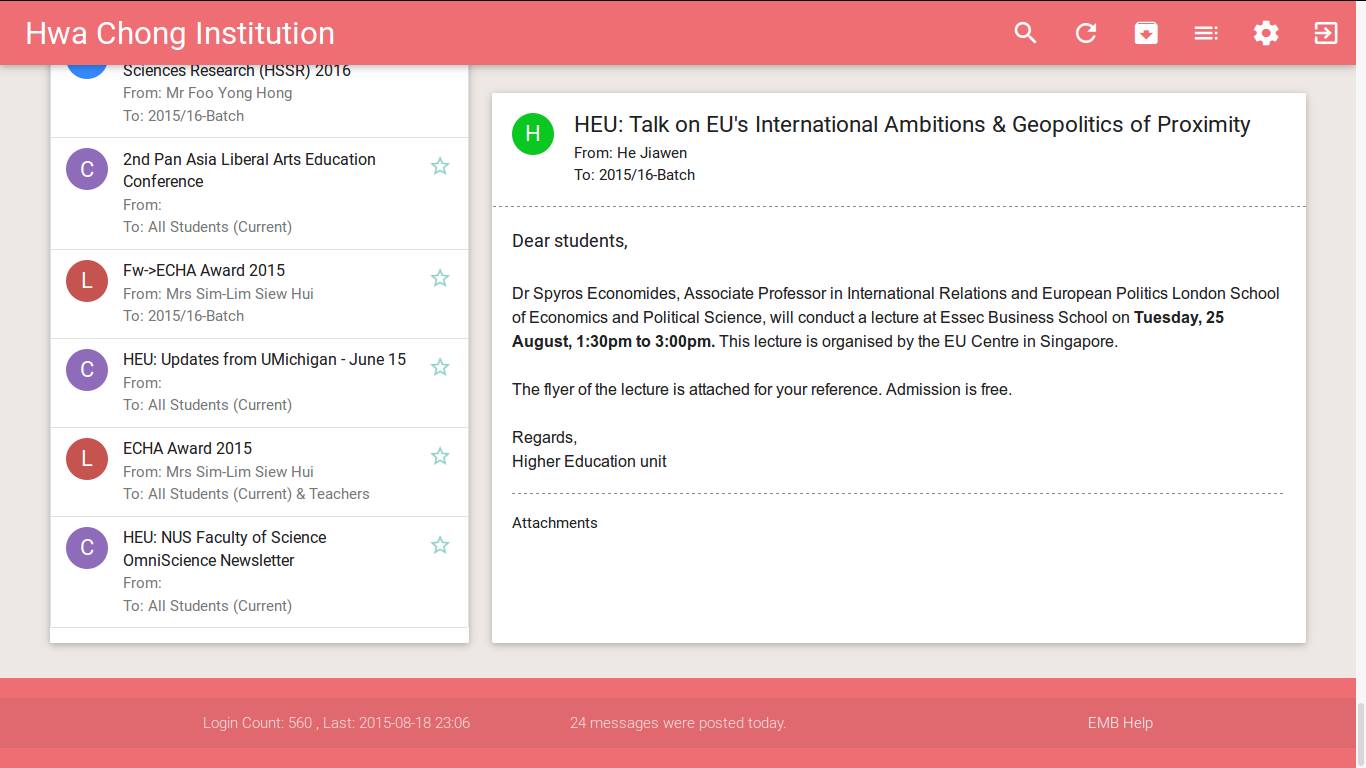 Hwa Chong Institution
Sciences Research (HSSR) 2016
From: Mr Foo Yong Hong
To: 2015/16-Batch
C
2nd Pan Asia Liberal Arts Education
Conference
From:
To: All Students (Current)
L
Fw->ECHA Award 2015
From: Mrs Sim-Lim Siew Hui
To: 2015/16-Batch
C
HEU: Updates from UMichigan - June 15
From:
To: All Students (Current)
L
ECHA Award 2015
From: Mrs Sim-Lim Siew Hui
To: All Students (Current) & Teachers
C
HEU: NUS Faculty of Science
OmniScience Newsletter
From:
To: All Students (Current)
H
HEU: Talk on EU's International Ambitions & Geopolitics of Proximity
From: He Jiawen
To: 2015/16-Batch
Dear students,
Dr Spyros Economides, Associate Professor in International Relations and European Politics London School
of Economics and Political Science, will conduct a lecture at Essec Business School on Tuesday, 25
August, 1:30pm to 3:00pm. This lecture is organised by the EU Centre in Singapore.
The flyer of the lecture is attached for your reference. Admission is free.
Regards,
Higher Education unit
Attachments
Login Count: 560 , Last: 2015-08-18 23:06
24 messages were posted today.
EMB Help